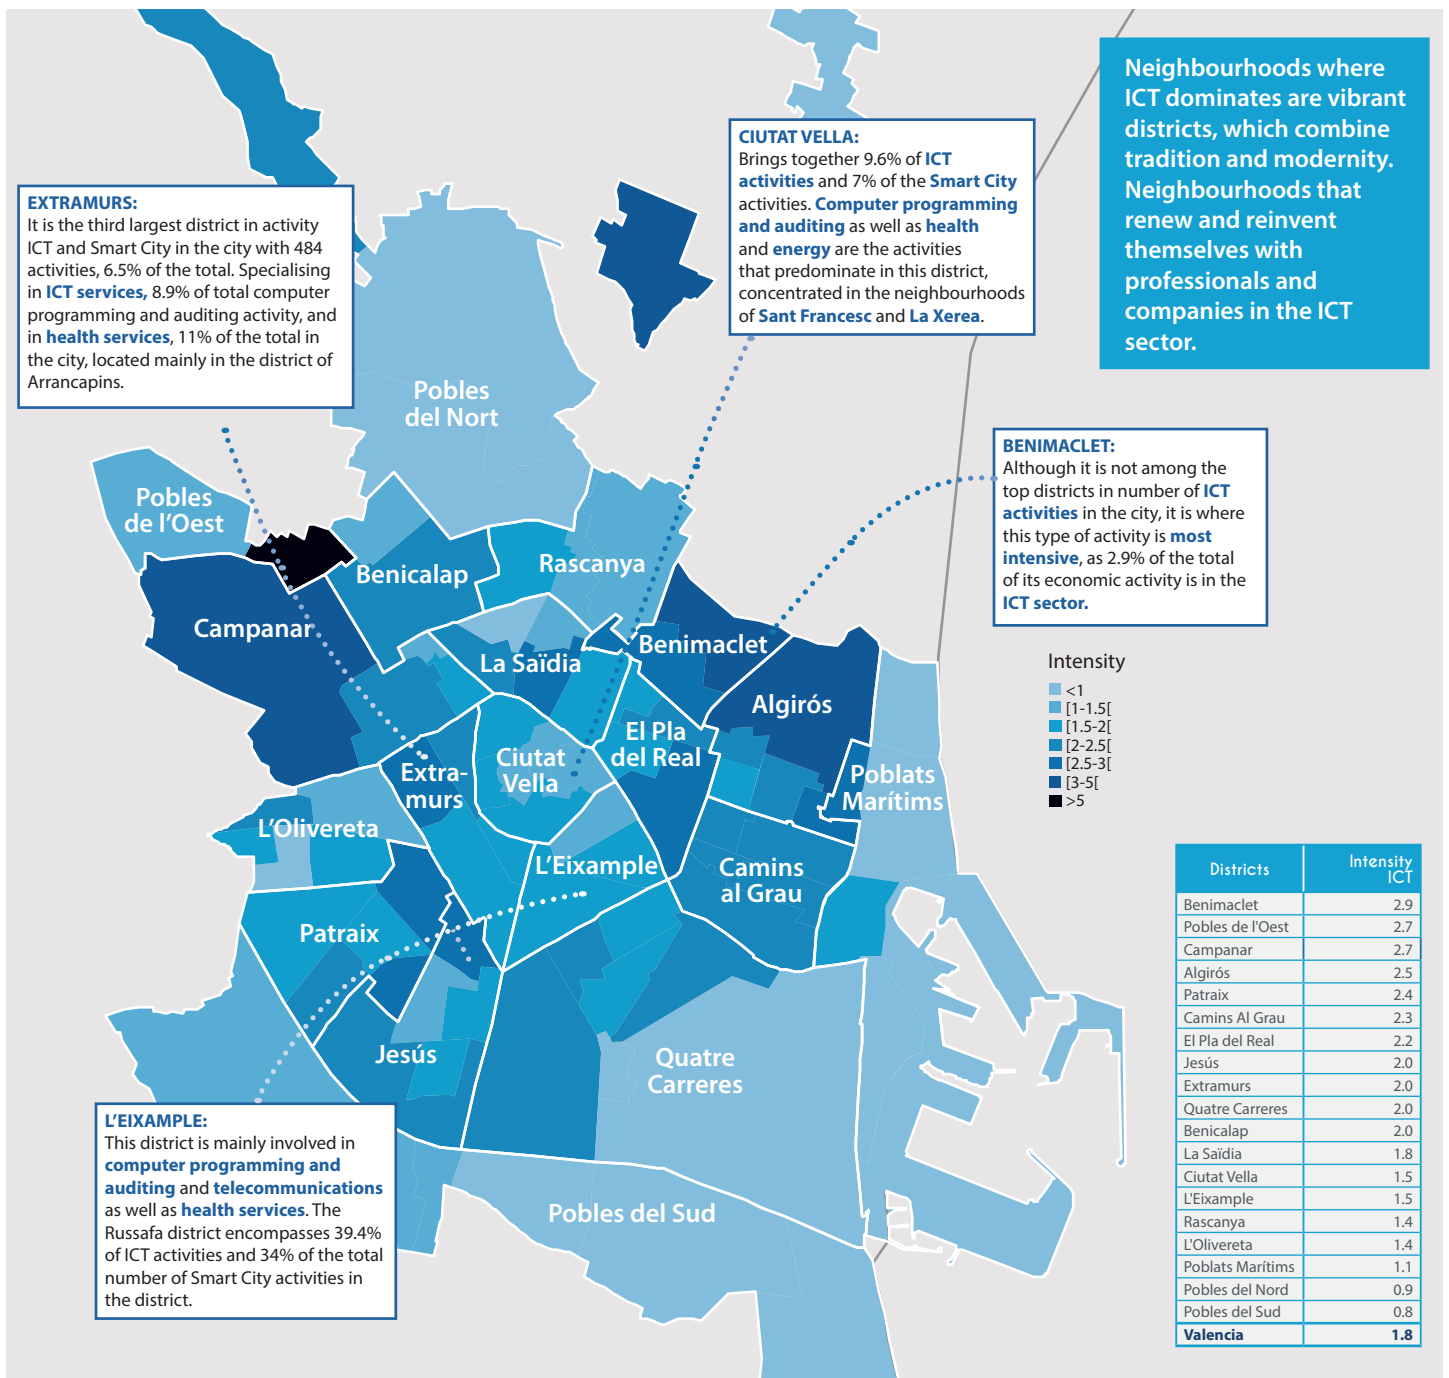 Neighbourhoods where
ICT dominates are vibrant
districts, which combine
tradition and modernity.
Neighbourhoods that
renew and reinvent
themselves with
professionals and
companies in the ICT
sector.
CIUTAT VELLA:
Brings together 9.6% of ICT
activities and 7% of the Smart City
activities. Computer programming
and auditing as well as health
and energy are the activities
that predominate in this district,
concentrated in the neighbourhoods
of Sant Francesc and La Xerea.
EXTRAMURS:
It is the third largest district in activity
ICT and Smart City in the city with 484
activities, 6.5% of the total. Specialising
in ICT services, 8.9% of total computer
programming and auditing activity, and
in health services, 11% of the total in
the city, located mainly in the district of
Arrancapins.
BENIMACLET:
Although it is not among the
top districts in number of ICT
activities in the city, it is where
this type of activity is most
intensive, as 2.9% of the total
of its economic activity is in the
ICT sector.
Pobles
del Nort
Pobles
de l'Oest
Benicalap
Rascanya
Campanar
La Saïdia
Benimaclet
Algirós
El Pla
del Real
Ciutat
Vella
Extra-
murs
Poblats
Marítims
L'Olivereta
L'Eixample
Camins
al Grau
Patraix
Jesús
Quatre
Carreres
Pobles del Sud
Intensity
<1
[1-1.5[
[1.5-2[
[2-2.5[
[2.5-3[
[3-5[
>5
L'EIXAMPLE:
This district is mainly involved in
computer programming and
auditing and telecommunications
as well as health services. The
Russafa district encompasses 39.4%
of ICT activities and 34% of the total
number of Smart City activities in
the district.
Districts Intensity
ICT
Benimaclet 2.9
Pobles de l'Oest 2.7
Campanar 2.7
Algirós 2.5
Patraix 2.4
Camins Al Grau 2.3
El Pla del Real 2.2
Jesús 2.0
Extramurs 2.0
Quatre Carreres 2.0
Benicalap 2.0
La Saïdia 1.8
Ciutat Vella 1.5
L'Eixample 1.5
Rascanya 1.4
L'Olivereta 1.4
Poblats Marítims 1.1
Pobles del Nord 0.9
Pobles del Sud 0.8
Valencia 1.8